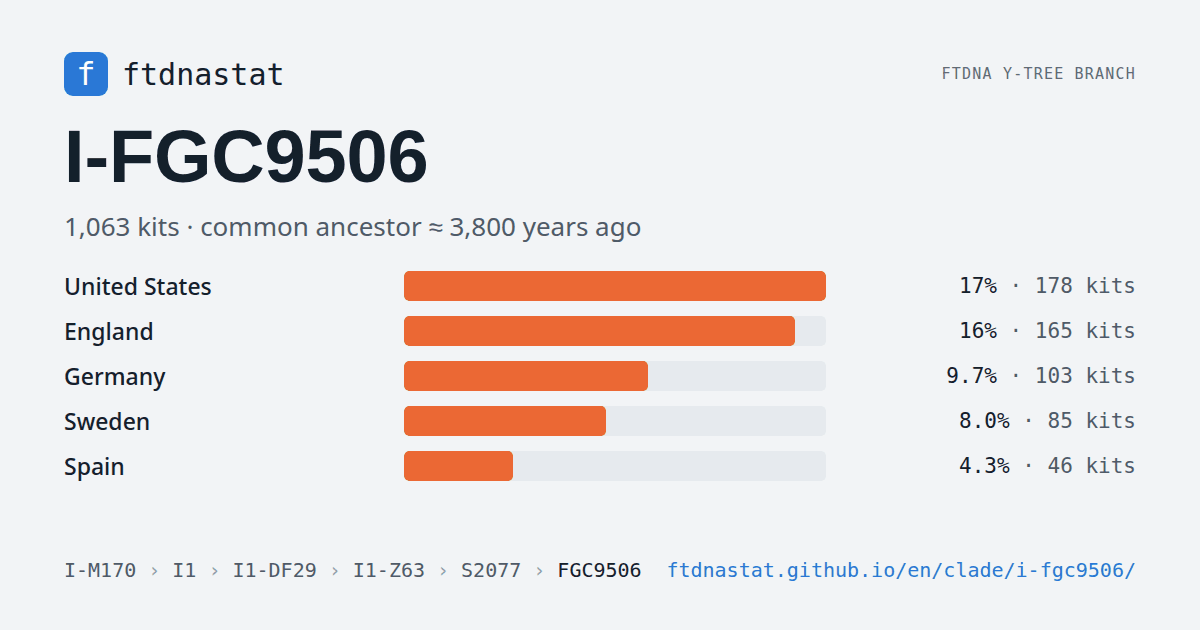 f ftdnastat
FTDNA Y-TREE BRANCH
I-FGC9506
1,063 kits · common ancestor ≈ 3,800 years ago
United States 17% · 178 kits
England 16% · 165 kits
Germany 9.7% · 103 kits
Sweden 8.0% · 85 kits
Spain 4.3% · 46 kits
I-M170 › I1 › I1-DF29 › I1-Z63 › S2077 › FGC9506 ftdnastat.github.io/en/clade/i-fgc9506/